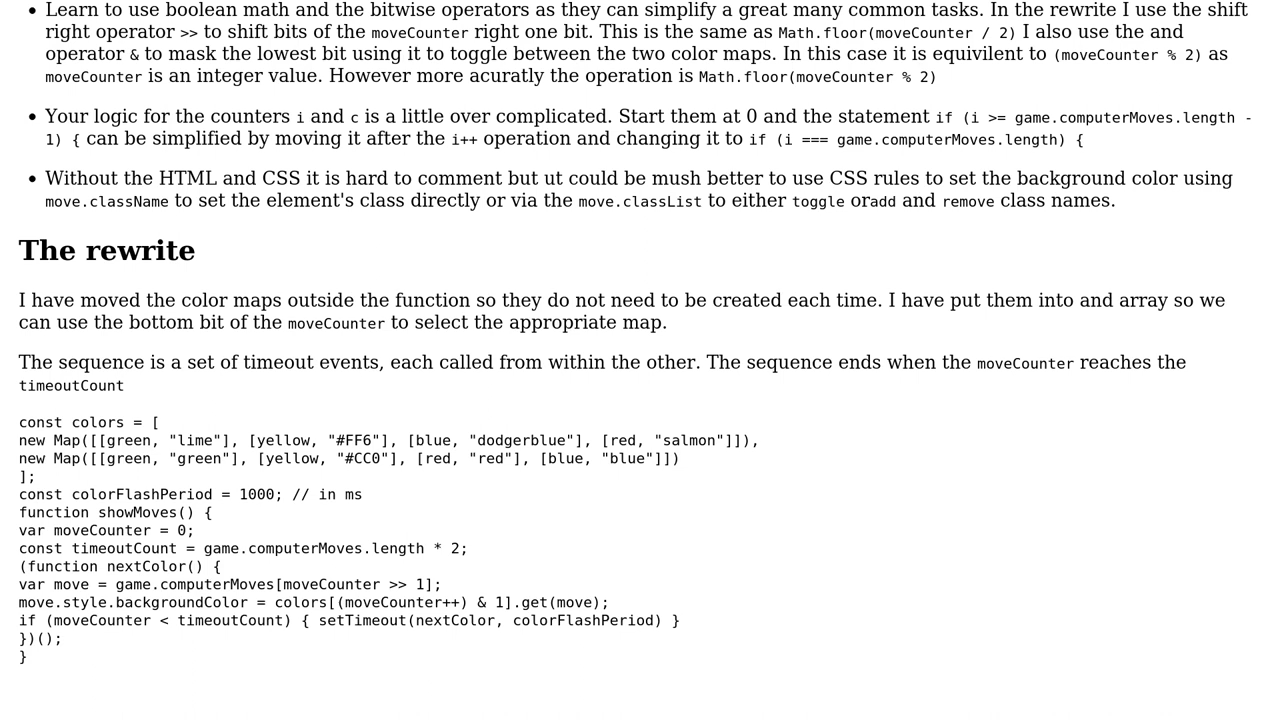 • Learn to use boolean math and the bitwise operators as they can simplify a great many common tasks. In the rewrite I use the shift
right operator >> to shift bits of the moveCounter right one bit. This is the same as Math.floor(moveCounter / 2) I also use the and
operator & to mask the lowest bit using it to toggle between the two color maps. In this case it is equivilent to (moveCounter % 2) as
moveCounter is an integer value. However more acuratly the operation is Math.floor(moveCounter % 2)
• Your logic for the counters i and c is a little over complicated. Start them at 0 and the statement if (i >= game.computerMoves.length -
1) { can be simplified by moving it after the i++ operation and changing it to if (i === game.computerMoves.length) {
• Without the HTML and CSS it is hard to comment but ut could be mush better to use CSS rules to set the background color using
move.className to set the element's class directly or via the move.classList to either toggle oradd and remove class names.
The rewrite
I have moved the color maps outside the function so they do not need to be created each time. I have put them into and array so we
can use the bottom bit of the moveCounter to select the appropriate map.
The sequence is a set of timeout events, each called from within the other. The sequence ends when the moveCounter reaches the
timeoutCount
const colors = [
new Map([[green, "lime"], [yellow, "#FF6"], [blue, "dodgerblue"], [red, "salmon"]]),
new Map([[green, "green"], [yellow, "#CC0"], [red, "red"], [blue, "blue"]])
];
const colorFlashPeriod = 1000; // in ms
function showMoves() {
var moveCounter = 0;
const timeoutCount = game.computerMoves.length * 2;
(function nextColor() {
var move = game.computerMoves[moveCounter >> 1];
move.style.backgroundColor = colors[(moveCounter++) & 1].get(move);
if (moveCounter < timeoutCount) { setTimeout(nextColor, colorFlashPeriod) }
})();
}